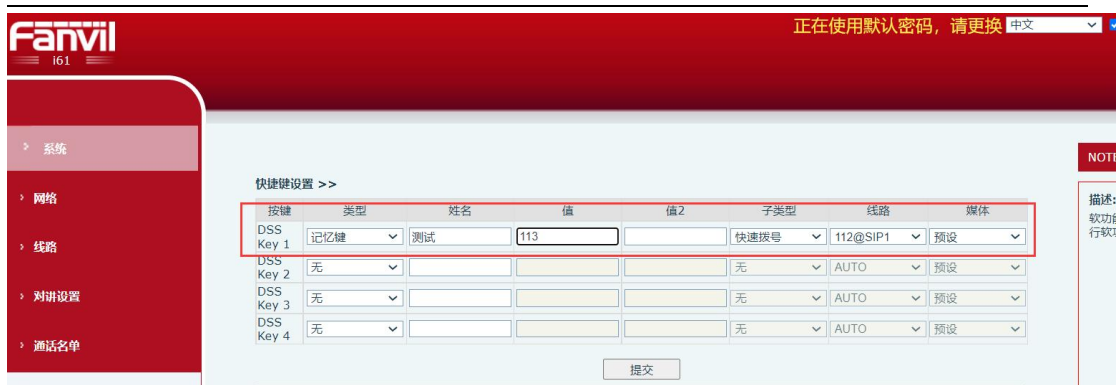 Fanvil
i61
正在使用默认密码，请更换 中文
系统
网络
线路
对讲设置
通话名单
快捷键设置 >>
按键 类型 姓名 值 值2 子类型 线路 媒体
DSS Key 1 记忆键 测试 113 快速拨号 112@SIP1 预设
DSS Key 2 无 无 AUTO 预设
DSS Key 3 无 无 AUTO 预设
DSS Key 4 无 无 AUTO 预设
提交
NOTE
描述:
软功能
行软